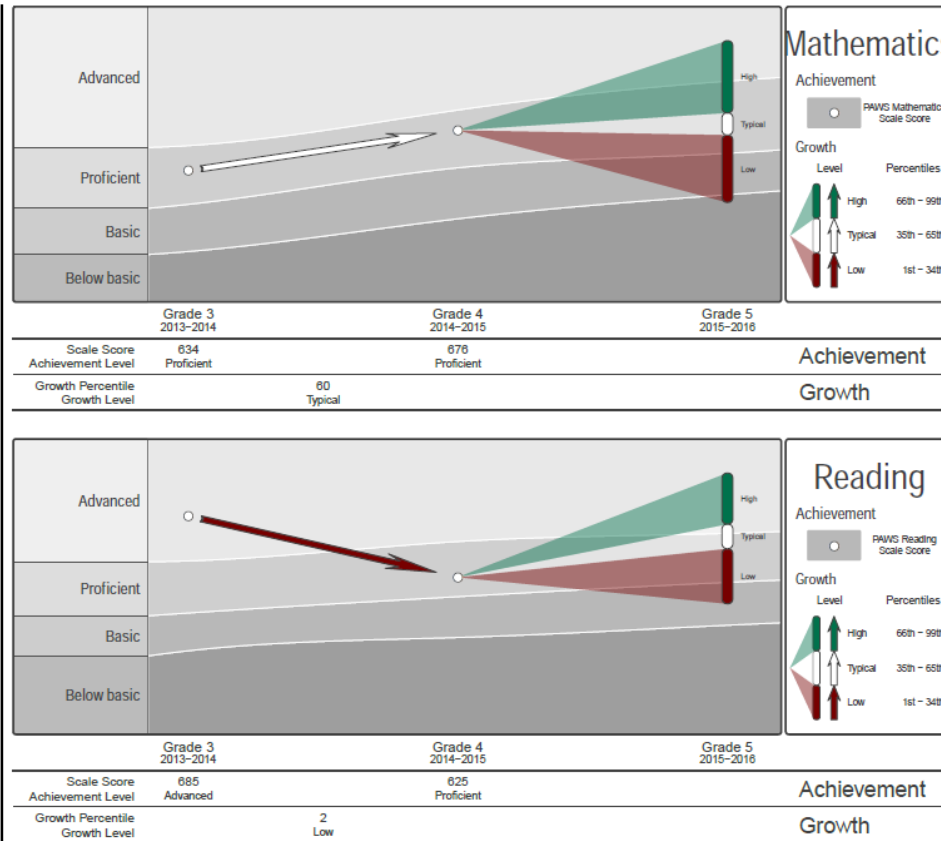 Mathematic
Achievement
PAWS Mathematic
Scale Score
Growth
Level Percentiles
High 66th - 99th
Typical 35th - 65th
Low 1st - 34th
Advanced
Proficient
Basic
Below basic
High
Typical
Low
Grade 3 Grade 4 Grade 5
2013-2014 2014-2015 2015-2016
Scale Score 634 676
Achievement Level Proficient Proficient
Achievement
Growth Percentile 60
Growth Level Typical
Growth
Reading
Achievement
PAWS Reading
Scale Score
Growth
Level Percentiles
High 66th - 99th
Typical 35th - 65th
Low 1st - 34th
Advanced
Proficient
Basic
Below basic
High
Typical
Low
Grade 3 Grade 4 Grade 5
2013-2014 2014-2015 2015-2016
Scale Score 685 625
Achievement Level Advanced Proficient
Achievement
Growth Percentile 2
Growth Level Low
Growth